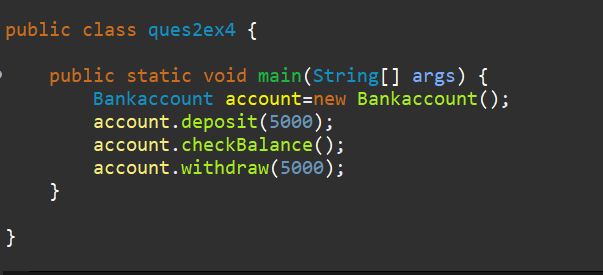 public class ques2ex4 {
public static void main(String[] args) {
Bankaccount account=new Bankaccount();
account.deposit(5000);
account.checkBalance();
account.withdraw(5000);
}
}